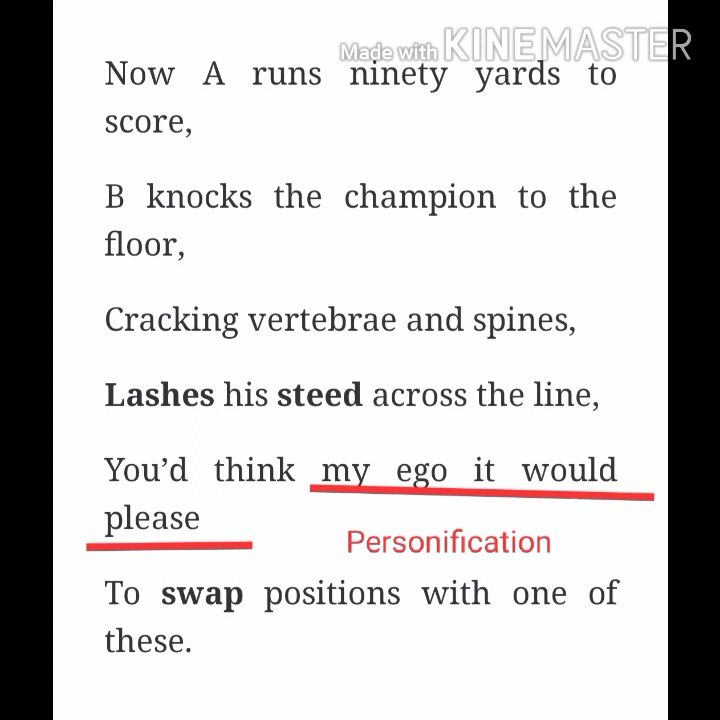 Made with KINEMASTER
Now A runs ninety yards to
score,
B knocks the champion to the
floor,
Cracking vertebrae and spines,
Lashes his steed across the line,
You’d think my ego it would
please
Personification
To swap positions with one of
these.